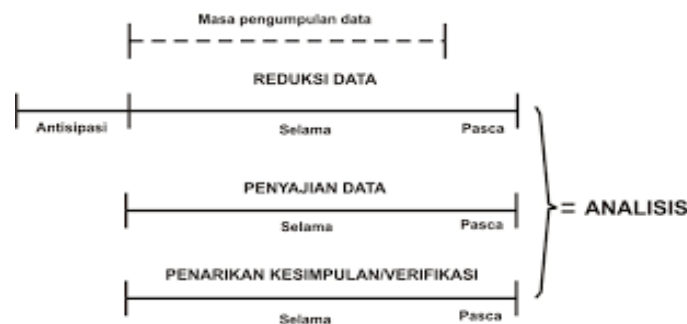 Masa pengumpulan data
REDUKSI DATA
Antisipasi Selama Pasca
PENYAJIAN DATA
Selama Pasca
= ANALISIS
PENARIKAN KESIMPULAN/VERIFIKASI
Selama Pasca